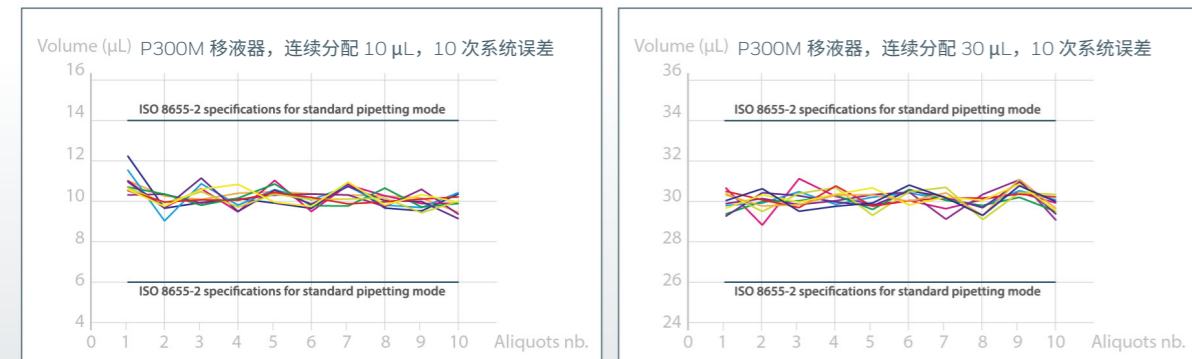 Volume (µL) P300M 移液器，连续分配 10 µL，10 次系统误差
16
14
ISO 8655-2 specifications for standard pipetting mode
12
10
8
6
ISO 8655-2 specifications for standard pipetting mode
4
0 1 2 3 4 5 6 7 8 9 10 Aliquots nb.
Volume (µL) P300M 移液器，连续分配 30 µL，10 次系统误差
36
34
ISO 8655-2 specifications for standard pipetting mode
32
30
28
26
ISO 8655-2 specifications for standard pipetting mode
24
0 1 2 3 4 5 6 7 8 9 10 Aliquots nb.